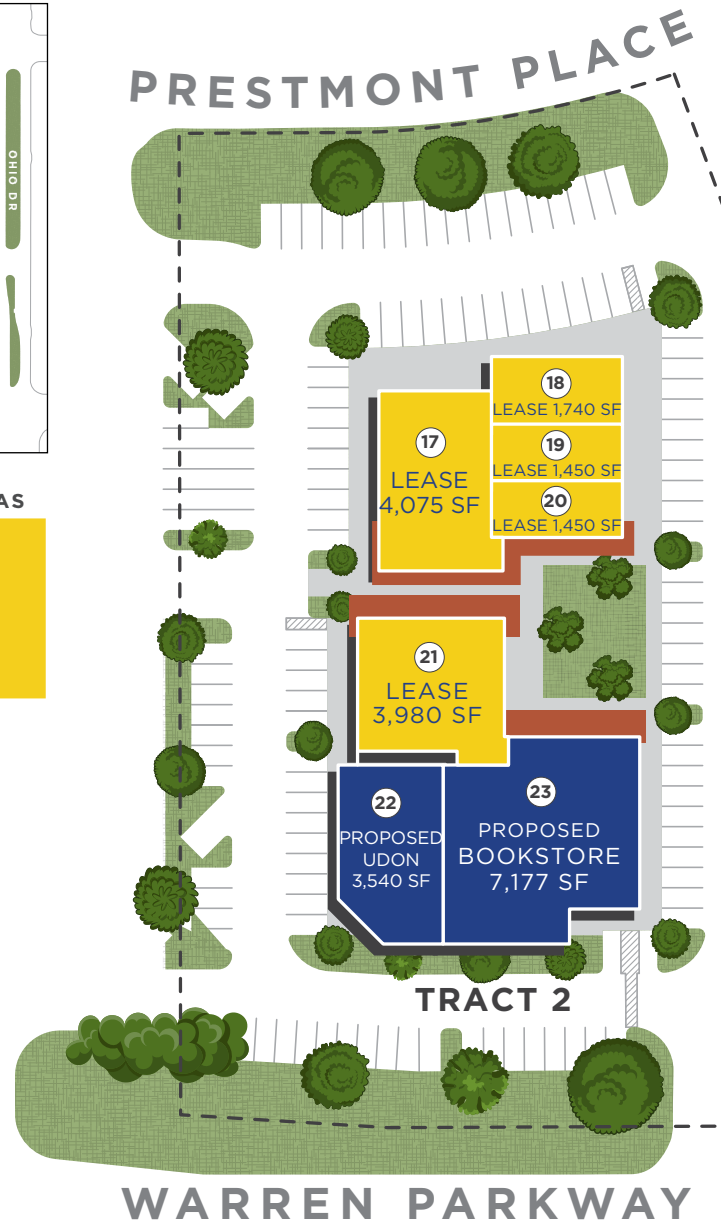 PRESTMONT PLACE
OHIO DR
AS
18
LEASE 1,740 SF
17
LEASE
4,075 SF
19
LEASE 1,450 SF
20
LEASE 1,450 SF
21
LEASE
3,980 SF
22
PROPOSED
UDON
3,540 SF
23
PROPOSED
BOOKSTORE
7,177 SF
TRACT 2
WARREN PARKWAY